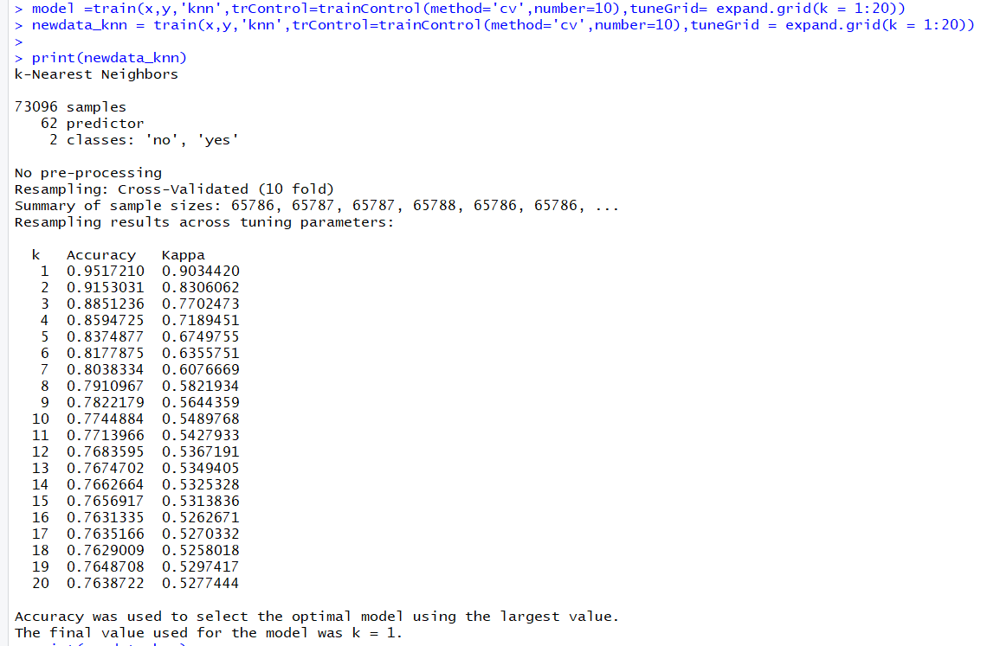 > model =train(x,y,'knn',trControl=trainControl(method='cv',number=10),tuneGrid= expand.grid(k = 1:20))
> newdata_knn = train(x,y,'knn',trControl=trainControl(method='cv',number=10),tuneGrid = expand.grid(k = 1:20))
>
> print(newdata_knn)
k-Nearest Neighbors
73096 samples
62 predictor
2 classes: 'no', 'yes'
No pre-processing
Resampling: Cross-Validated (10 fold)
Summary of sample sizes: 65786, 65787, 65787, 65788, 65786, 65786, ...
Resampling results across tuning parameters:
k Accuracy Kappa
1 0.9517210 0.9034420
2 0.9153031 0.8306062
3 0.8851236 0.7702473
4 0.8594725 0.7189451
5 0.8374877 0.6749755
6 0.8177875 0.6355751
7 0.8038334 0.6076669
8 0.7910967 0.5821934
9 0.7822179 0.5644359
10 0.7744884 0.5489768
11 0.7713966 0.5427933
12 0.7683595 0.5367191
13 0.7674702 0.5349405
14 0.7662664 0.5325328
15 0.7656917 0.5313836
16 0.7631335 0.5262671
17 0.7635166 0.5270332
18 0.7629009 0.5258018
19 0.7648708 0.5297417
20 0.7638722 0.5277444
Accuracy was used to select the optimal model using the largest value.
The final value used for the model was k = 1.